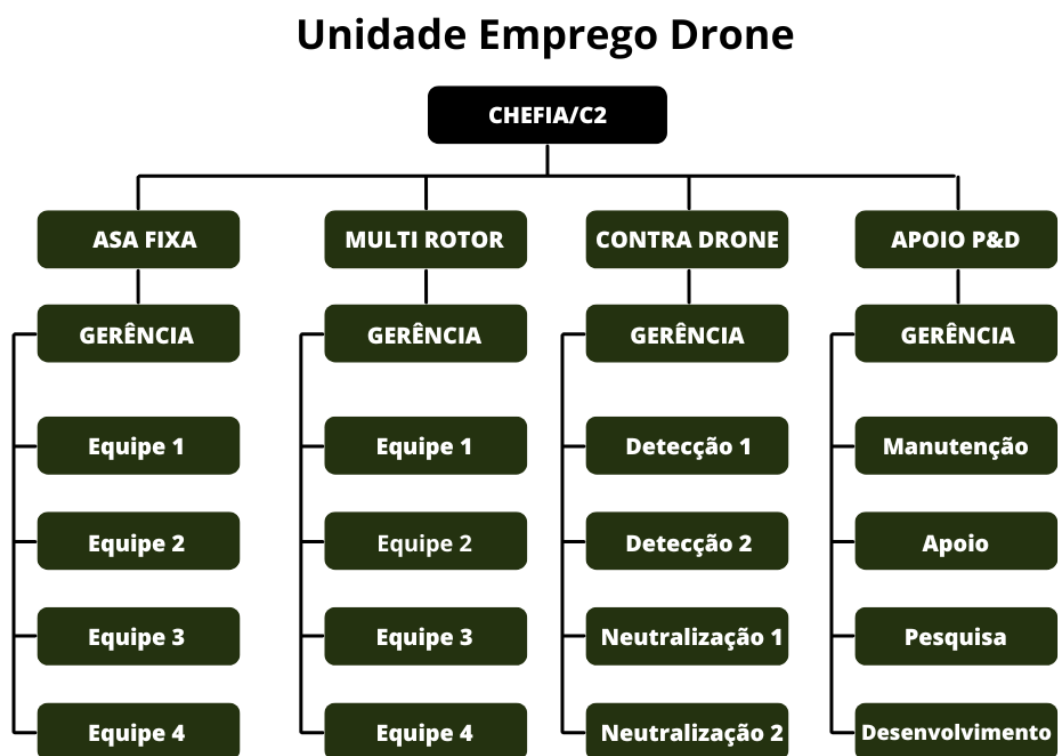 Unidade Emprego Drone
CHEFIA/C2
ASA FIXA
MULTI ROTOR
CONTRA DRONE
APOIO P&D
GERÊNCIA
GERÊNCIA
GERÊNCIA
GERÊNCIA
Equipe 1
Equipe 1
Detecção 1
Manutenção
Equipe 2
Equipe 2
Detecção 2
Apoio
Equipe 3
Equipe 3
Neutralização 1
Pesquisa
Equipe 4
Equipe 4
Neutralização 2
Desenvolvimento